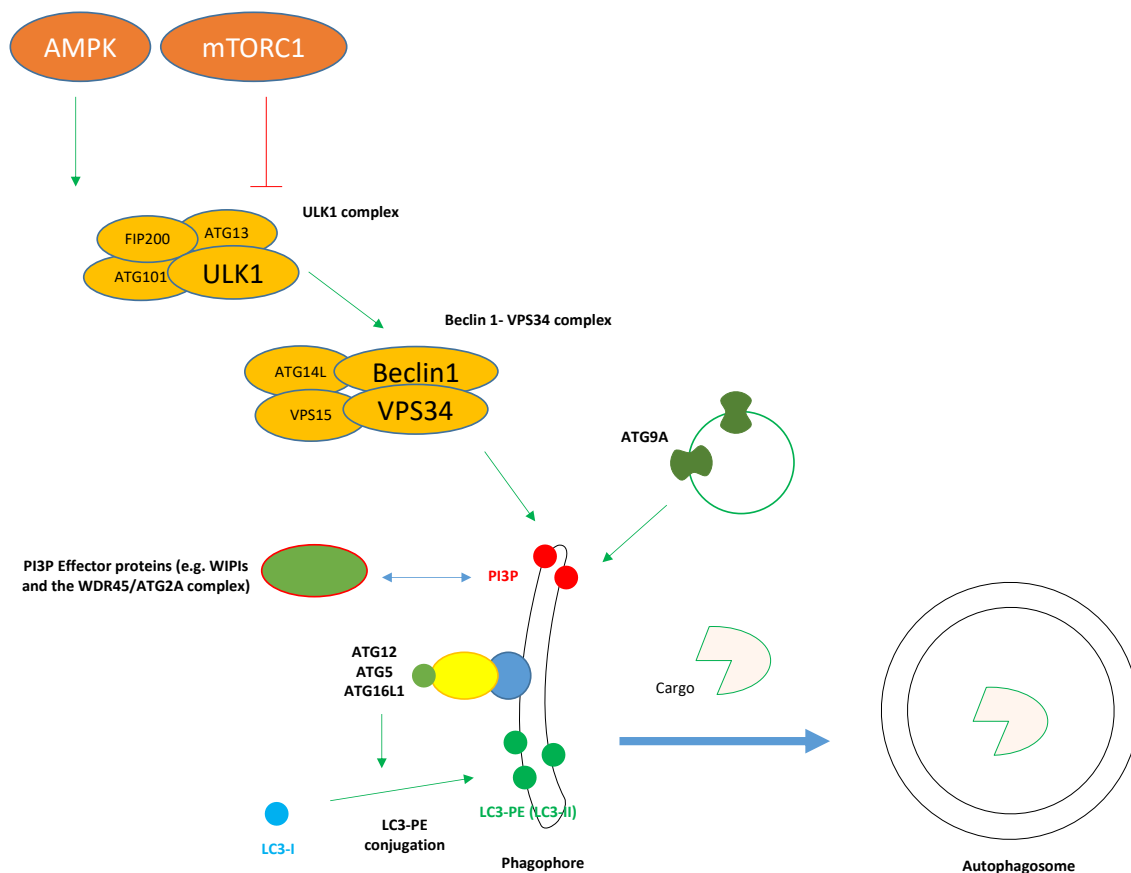 AMPK
mTORC1
ULK1 complex
FIP200
ATG13
ATG101
ULK1
Beclin 1- VPS34 complex
ATG14L
Beclin1
VPS15
VPS34
ATG9A
PI3P Effector proteins (e.g. WIPIs
and the WDR45/ATG2A complex)
PI3P
ATG12
ATG5
ATG16L1
Cargo
LC3-PE (LC3-II)
LC3-I
LC3-PE
conjugation
Phagophore
Autophagosome